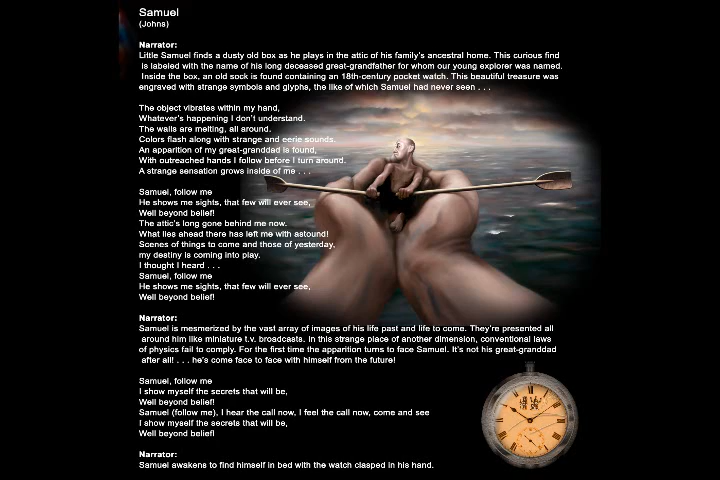 Samuel
(Johns)
Narrator:
Little Samuel finds a dusty old box as he plays in the attic of his family's ancestral home. This curious find
is labeled with the name of his long deceased great-grandfather for whom our young explorer was named.
Inside the box, an old sock is found containing an 18th-century pocket watch. This beautiful treasure was
engraved with strange symbols and glyphs, the like of which Samuel had never seen . . .
The object vibrates within my hand,
Whatever's happening I don't understand.
The walls are melting, all around.
Colors flash along with strange and eerie sounds.
An apparition of my great-granddad is found,
With outreached hands I follow before I turn around.
A strange sensation grows inside of me . . .
Samuel, follow me
He shows me sights, that few will ever see,
Well beyond belief!
The attic's long gone behind me now.
What lies ahead there has left me with astound!
Scenes of things to come and those of yesterday,
my destiny is coming into play.
I thought I heard . . .
Samuel, follow me
He shows me sights, that few will ever see,
Well beyond belief!
Narrator:
Samuel is mesmerized by the vast array of images of his life past and life to come. They're presented all
around him like miniature t.v. broadcasts. In this strange place of another dimension, conventional laws
of physics fail to comply. For the first time the apparition turns to face Samuel. It's not his great-granddad
after all! . . . he's come face to face with himself from the future!
Samuel, follow me
I show myself the secrets that will be,
Well beyond belief!
Samuel (follow me), I hear the call now, I feel the call now, come and see
I show myself the secrets that will be,
Well beyond belief!
Narrator:
Samuel awakens to find himself in bed with the watch clasped in his hand.